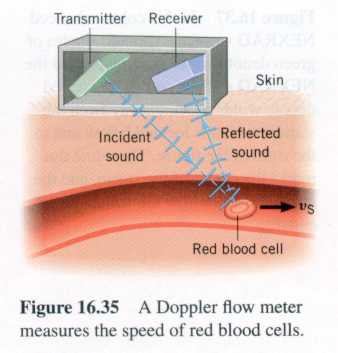 Transmitter Receiver
Skin
Incident
sound
Reflected
sound
vS
Red blood cell
Figure 16.35 A Doppler flow meter
measures the speed of red blood cells.